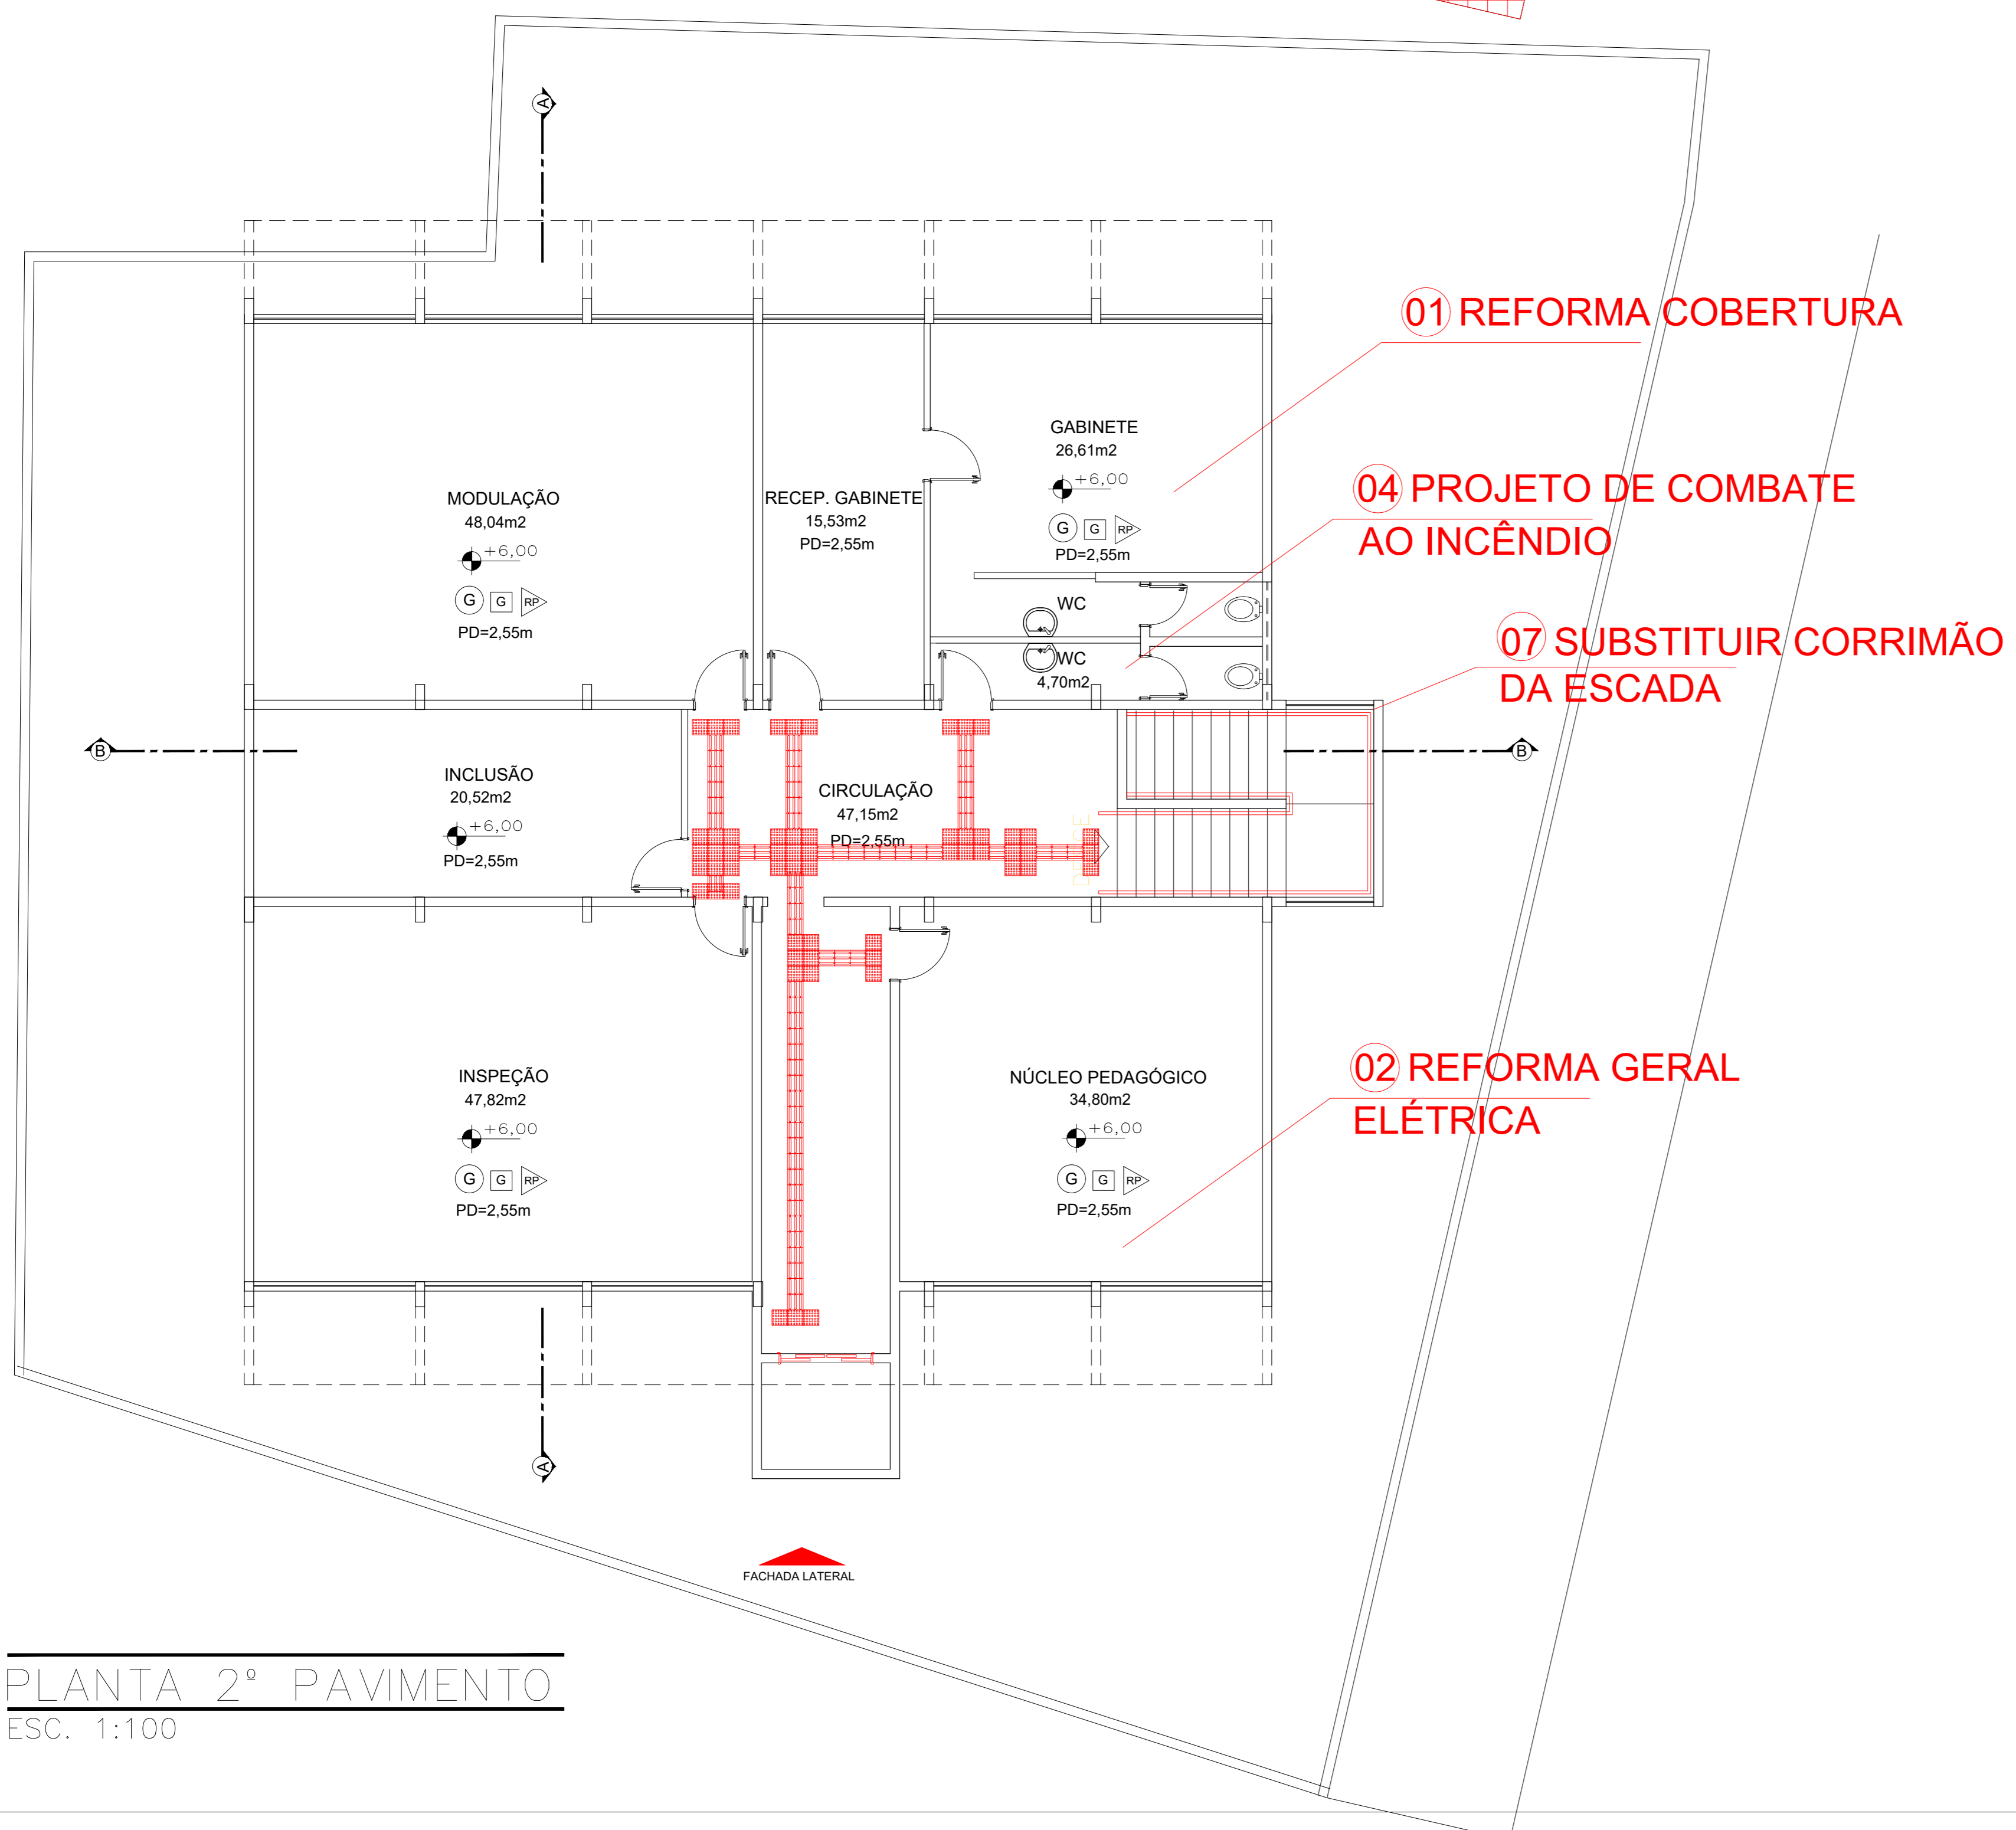 A
01 REFORMA COBERTURA
GABINETE
26,61m2
+6,00
G G RP
PD=2,55m
MODULAÇÃO
48,04m2
+6,00
G G RP
PD=2,55m
RECEP. GABINETE
15,53m2
PD=2,55m
04 PROJETO DE COMBATE
AO INCÊNDIO
WC
WC
4,70m2
07 SUBSTITUIR CORRIMÃO
DA ESCADA
B
B
INCLUSÃO
20,52m2
+6,00
PD=2,55m
CIRCULAÇÃO
47,15m2
PD=2,55m
INSPEÇÃO
47,82m2
+6,00
G G RP
PD=2,55m
NÚCLEO PEDAGÓGICO
34,80m2
+6,00
G G RP
PD=2,55m
02 REFORMA GERAL
ELÉTRICA
A
FACHADA LATERAL
PLANTA 2º PAVIMENTO
ESC. 1:100